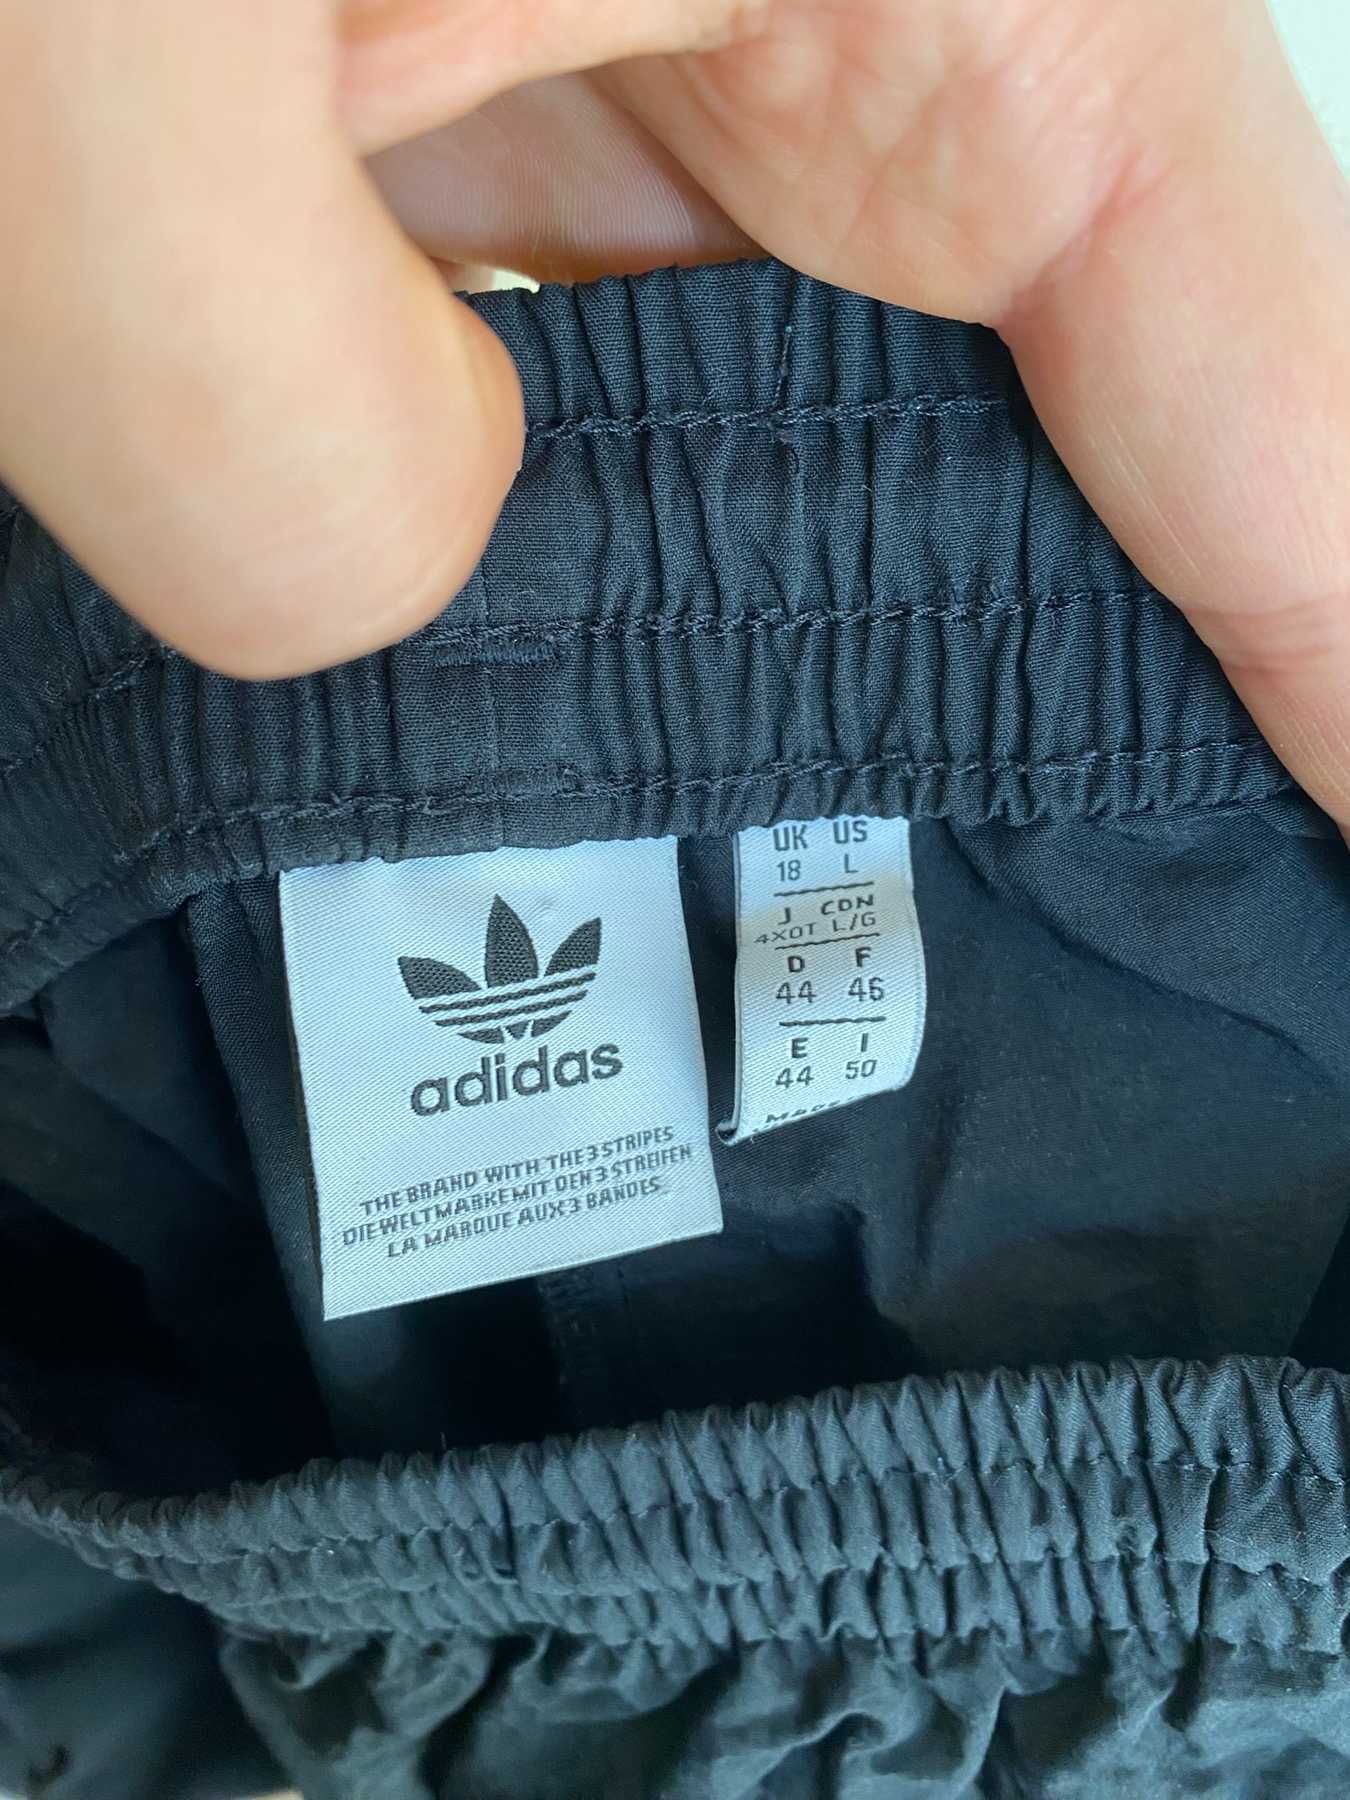 adidas
THE BRAND WITH THE 3 STRIPES
DIE WELTMARKE MIT DEN 3 STREIFEN
LA MARQUE AUX 3 BANDES
UK US
18 L
J CDN
4XOT L/G
D F
44 46
E I
44 50